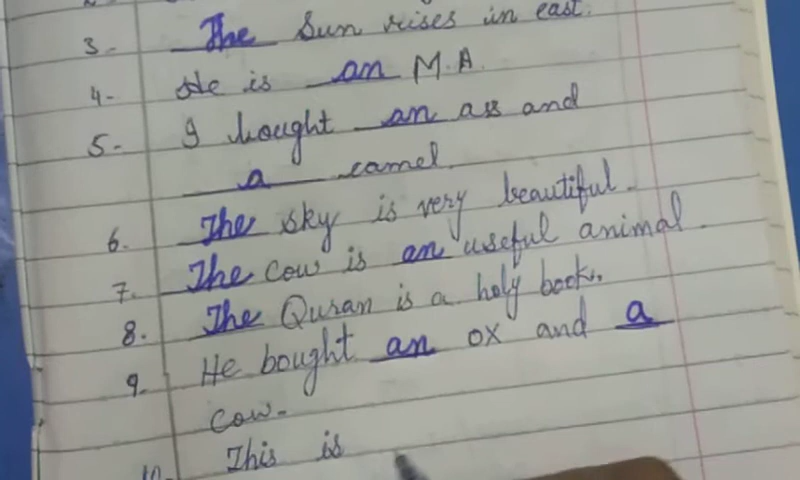 3- The Sun rises in east.
4- He is an M.A.
5- I bought an ass and
a camel.
6. The sky is very beautiful.
7. The cow is an useful animal.
8. The Quran is a holy book.
9. He bought an ox and a
cow.
10. This is